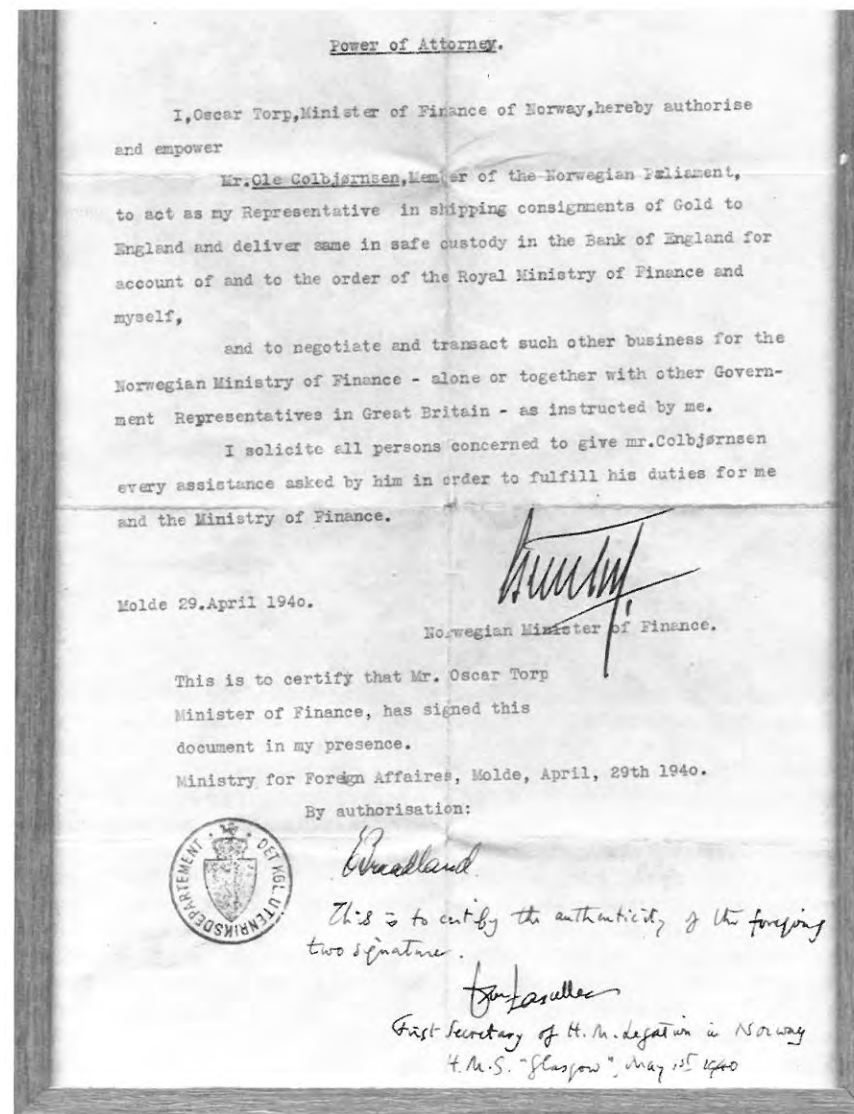 Power of Attorney.
I,Oscar Torp,Minister of Finance of Norway,hereby authorise
and empower
Mr.Ole Colbjørnsen,Member of the Norwegian Pæliament,
to act as my Representative in shipping consignments of Gold to
England and deliver same in safe custody in the Bank of England for
account of and to the order of the Royal Ministry of Finance and
myself,
and to negotiate and transact such other business for the
Norwegian Ministry of Finance - alone or together with other Govern-
ment Representatives in Great Britain - as instructed by me.
I solicite all persons concerned to give mr.Colbjørnsen
every assistance asked by him in order to fulfill his duties for me
and the Ministry of Finance.
Molde 29.April 1940.
Norwegian Minister of Finance.
This is to certify that Mr. Oscar Torp
Minister of Finance, has signed this
document in my presence.
Ministry for Foreign Affaires, Molde, April, 29th 1940.
By authorisation:
DET KGL. UTENRIKSDEPARTEMENT
This is to certify the authenticity of the foregoing
two signatures.
First Secretary of H.M. Legation in Norway
H.M.S. "Glasgow", May 1st 1940